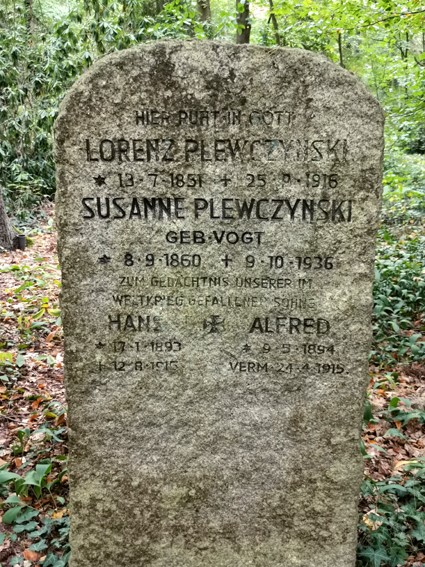 HIER RUHT IN GOTT
LORENZ PLEWCZYNSKI
* 13·7·1851 + 25·9·1916
SUSANNE PLEWCZYNSKI
GEB·VOGT
* 8·9·1860 + 9·10·1936
ZUM GEDÄCHTNIS UNSERER IM
WELTKRIEG GEFALLENEN SÖHNE
HANS ALFRED
* 17·1·1893 * 9·5·1894
+ 12·8·1915 VERM·24·4·1915